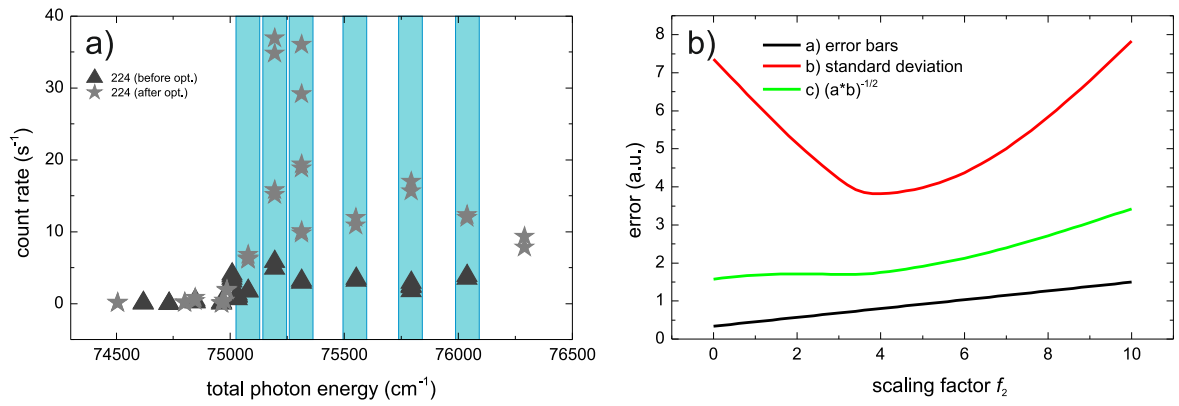 a)
224 (before opt.)
224 (after opt.)
40
30
20
10
0
count rate (s⁻¹)
74500 75000 75500 76000 76500
total photon energy (cm⁻¹)
b)
a) error bars
b) standard deviation
c) (a*b)⁻¹/²
8
7
6
5
4
3
2
1
0
error (a.u.)
0 2 4 6 8 10
scaling factor f₂